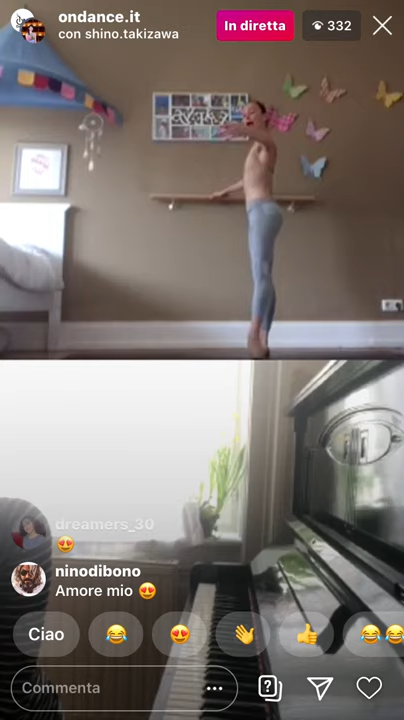 ondance.it
con shino.takizawa
In diretta
332
dreamers_30
😍
ninodibono
Amore mio 😍
Ciao 😂 😍 👋 👍 😂😂
Commenta